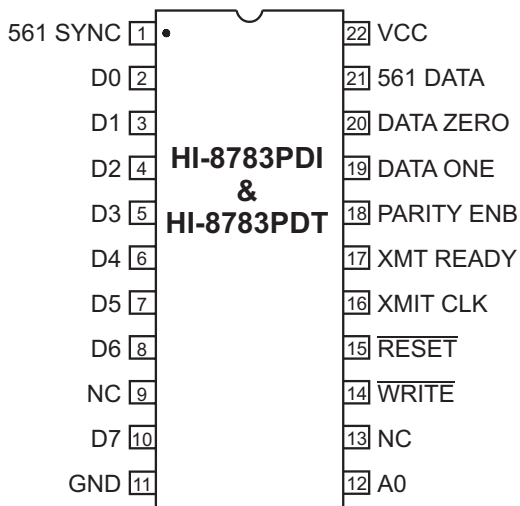 561 SYNC 1
D0 2
D1 3
D2 4
D3 5
D4 6
D5 7
D6 8
NC 9
D7 10
GND 11
HI-8783PDI
&
HI-8783PDT
22 VCC
21 561 DATA
20 DATA ZERO
19 DATA ONE
18 PARITY ENB
17 XMT READY
16 XMIT CLK
15 RESET
14 WRITE
13 NC
12 A0